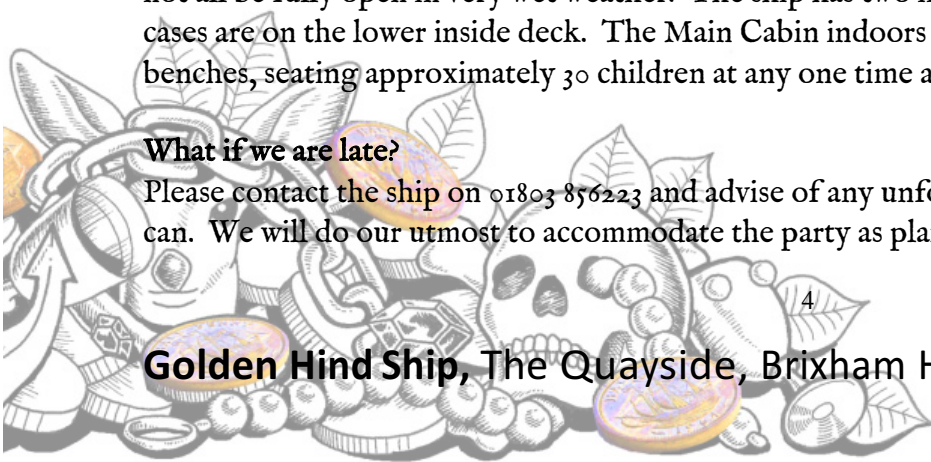 cases are on the lower inside deck.  The Main Cabin indoors
benches, seating approximately 30 children at any one time a
What if we are late?
Please contact the ship on 01803 856223 and advise of any unfo
can.  We will do our utmost to accommodate the party as pla
4
Golden Hind Ship, The Quayside, Brixham H